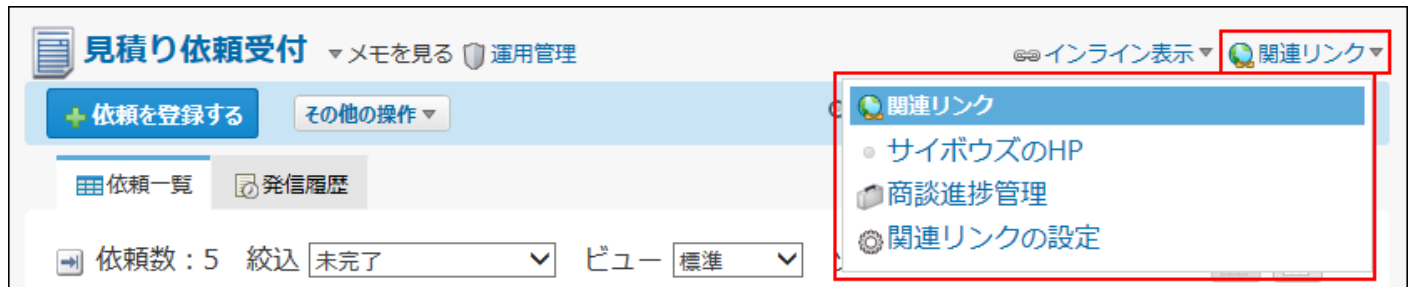 見積り依頼受付 ▼メモを見る 運用管理 インライン表示▼ 関連リンク▼
依頼を登録する その他の操作▼
関連リンク
サイボウズのHP
依頼一覧 発信履歴
商談進捗管理
関連リンクの設定
依頼数：5 絞込 未完了 ビュー 標準